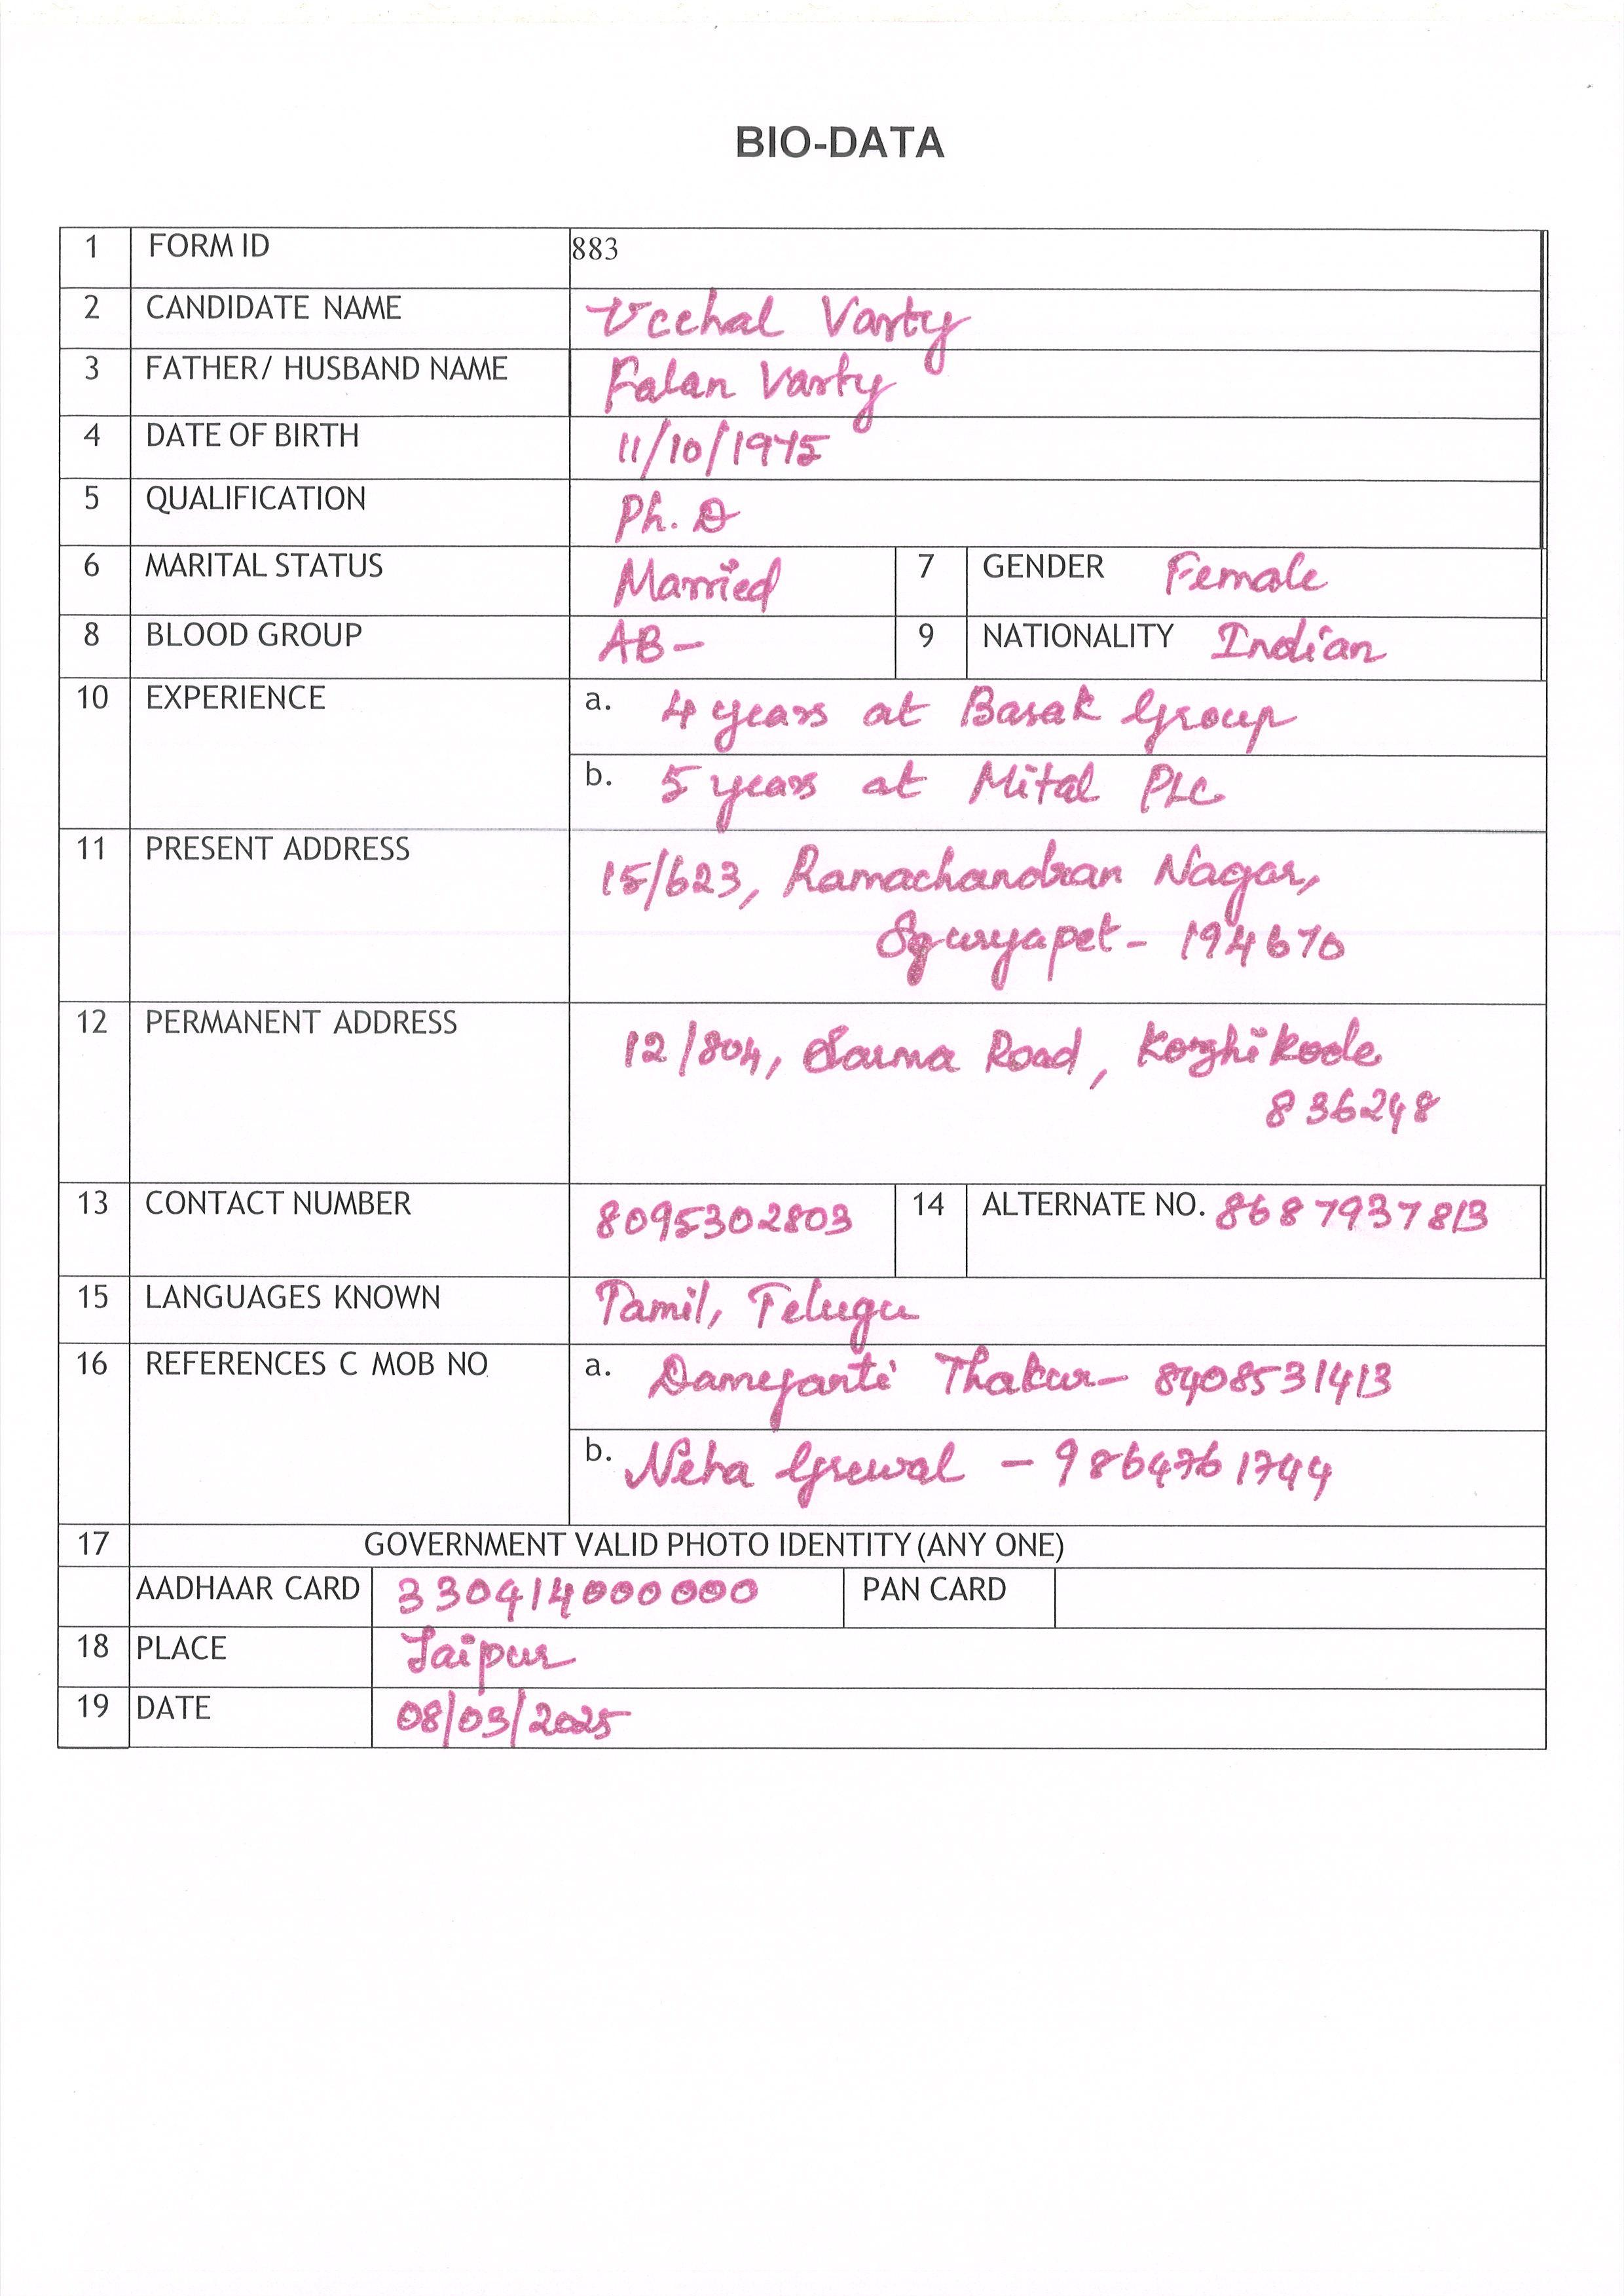 BIO-DATA
1 FORM ID 883
2 CANDIDATE NAME Ucchal Varty
3 FATHER/ HUSBAND NAME Falan Varty
4 DATE OF BIRTH 11/10/1975
5 QUALIFICATION Ph. D
6 MARITAL STATUS Married 7 GENDER Female
8 BLOOD GROUP AB- 9 NATIONALITY Indian
10 EXPERIENCE a. 4 years at Basak Group
b. 5 years at Mital PLC
11 PRESENT ADDRESS 15/623, Ramachandran Nagar,
- 194670
12 PERMANENT ADDRESS 12/804, Sarma Road, Kozhikode
836248
13 CONTACT NUMBER 8095302803 14 ALTERNATE NO. 8687937813
15 LANGUAGES KNOWN Tamil, Telugu
16 REFERENCES C MOB NO a. Dameyanti Thakur- 8408531413
b. Neha Grewal - 9864761744
17 GOVERNMENT VALID PHOTO IDENTITY (ANY ONE)
AADHAAR CARD 330414000000 PAN CARD
18 PLACE Jaipur
19 DATE 08/03/2025